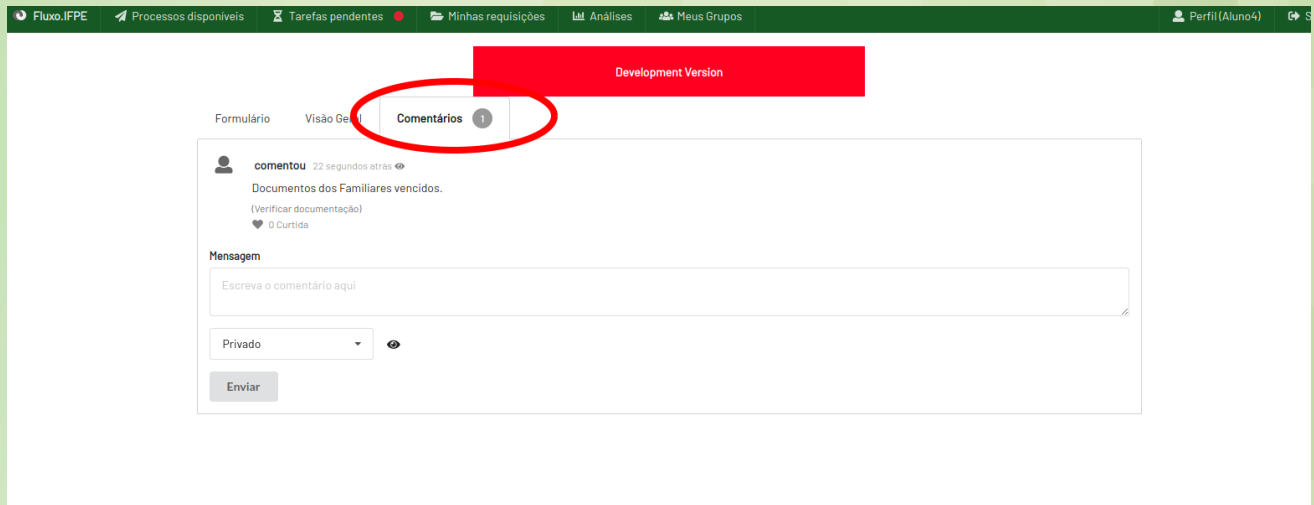 Fluxo.IFPE Processos disponíveis Tarefas pendentes Minhas requisições Análises Meus Grupos Perfil (Aluno4)
Development Version
Formulário Visão Geral Comentários 1
comentou 22 segundos atrás
Documentos dos Familiares vencidos.
(Verificar documentação)
0 Curtida
Mensagem
Escreva o comentário aqui
Privado
Enviar